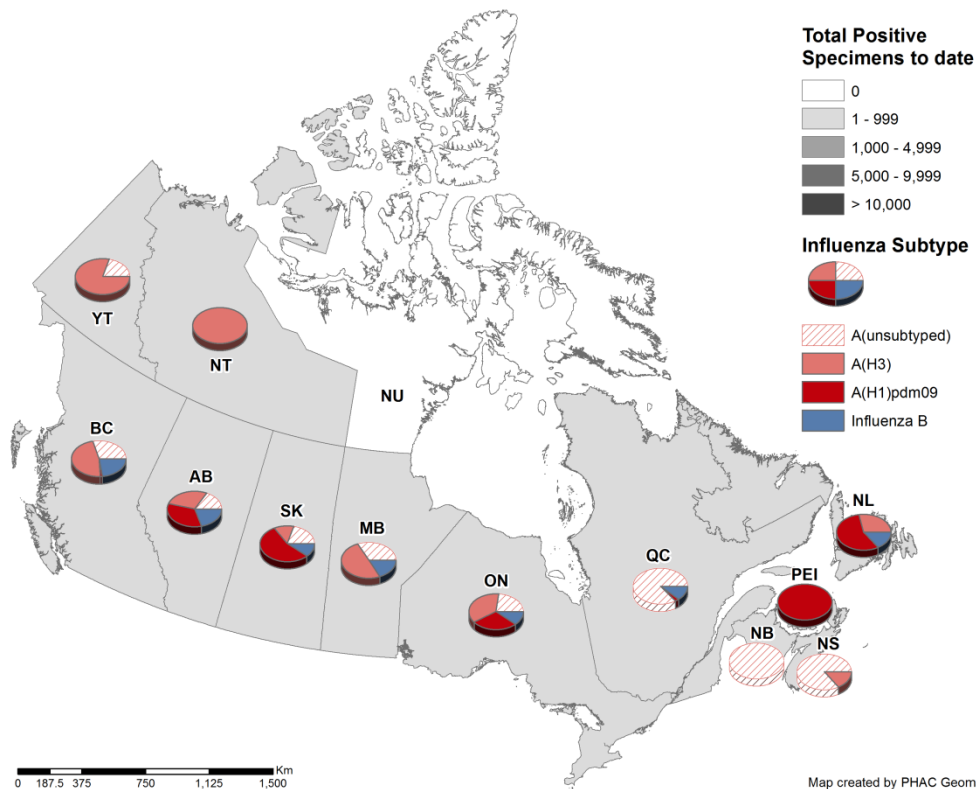 Total Positive
Specimens to date
0
1 - 999
1,000 - 4,999
5,000 - 9,999
> 10,000
Influenza Subtype
A(unsubtyped)
A(H3)
A(H1)pdm09
Influenza B
YT
NT
NU
BC
AB
SK
MB
ON
QC
NL
PEI
NB
NS
Km
0 187.5 375 750 1,125 1,500
Map created by PHAC Geom